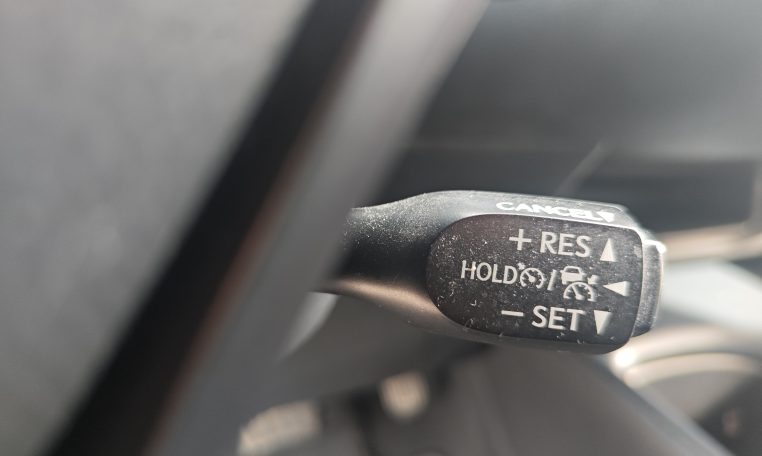 CANCEL
+ RES
HOLD /
– SET